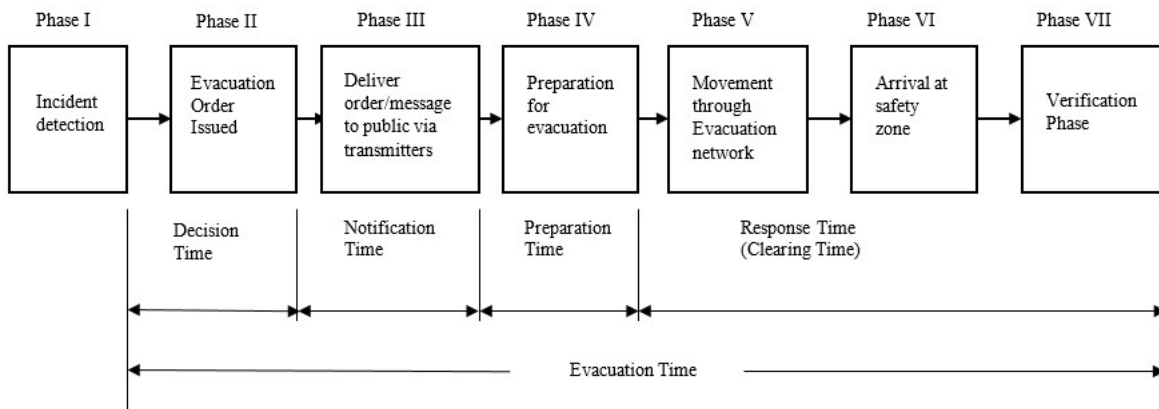 Phase I
Phase II
Phase III
Phase IV
Phase V
Phase VI
Phase VII
Incident
detection
Evacuation
Order
Issued
Deliver
order/message
to public via
transmitters
Preparation
for
evacuation
Movement
through
Evacuation
network
Arrival at
safety
zone
Verification
Phase
Decision
Time
Notification
Time
Preparation
Time
Response Time
(Clearing Time)
Evacuation Time